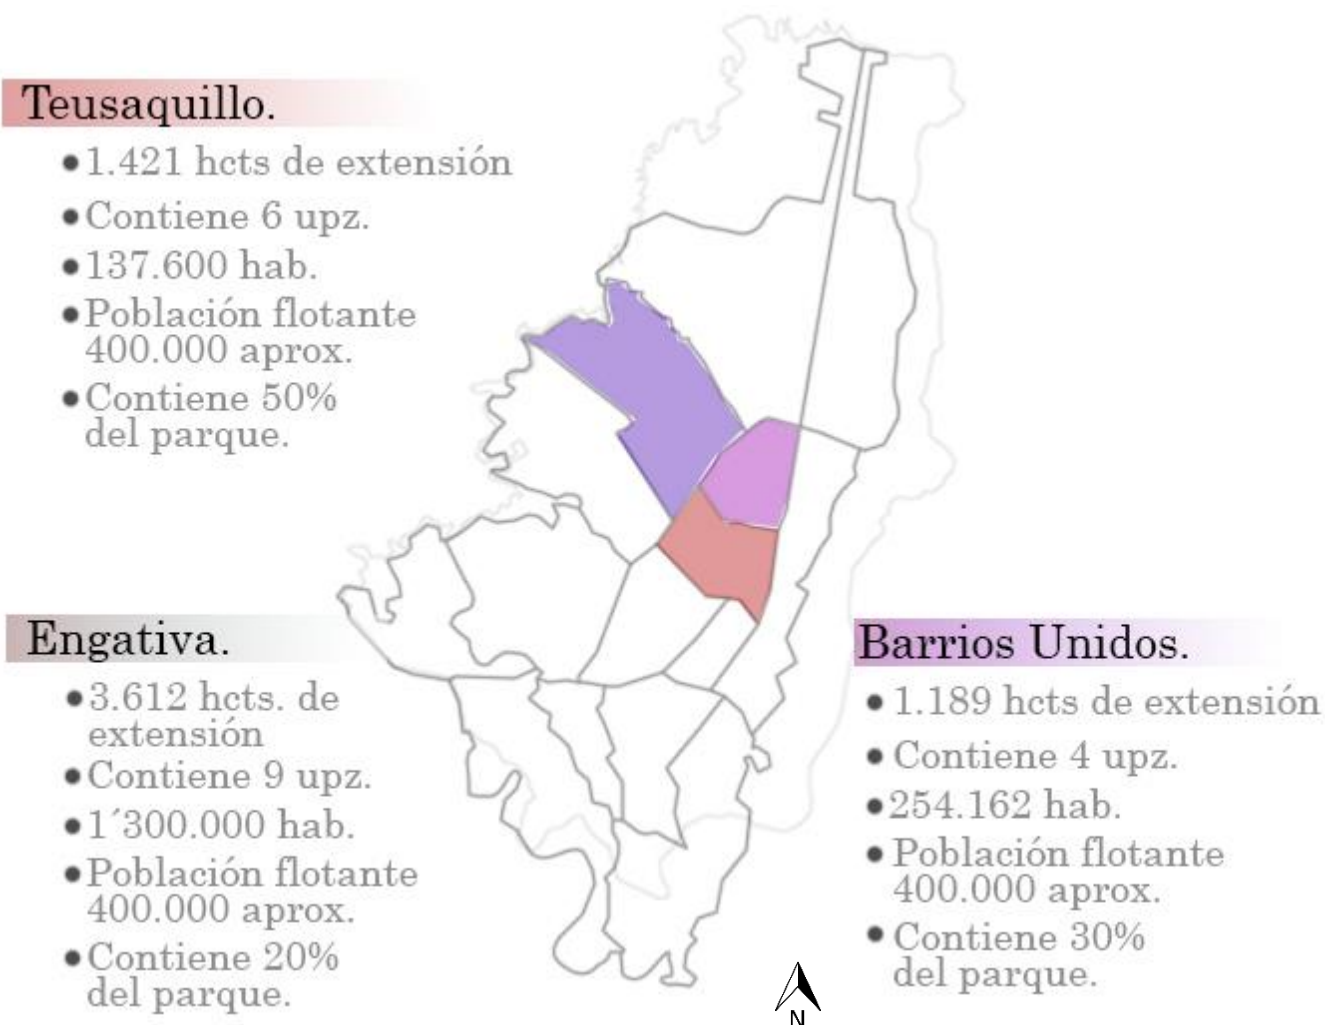 Teusaquillo.
1.421 hcts de extensión
Contiene 6 upz.
137.600 hab.
Población flotante
400.000 aprox.
Contiene 50%
del parque.
Engativa.
3.612 hcts. de
extensión
Contiene 9 upz.
1´300.000 hab.
Población flotante
400.000 aprox.
Contiene 20%
del parque.
Barrios Unidos.
1.189 hcts de extensión
Contiene 4 upz.
254.162 hab.
Población flotante
400.000 aprox.
Contiene 30%
del parque.
N